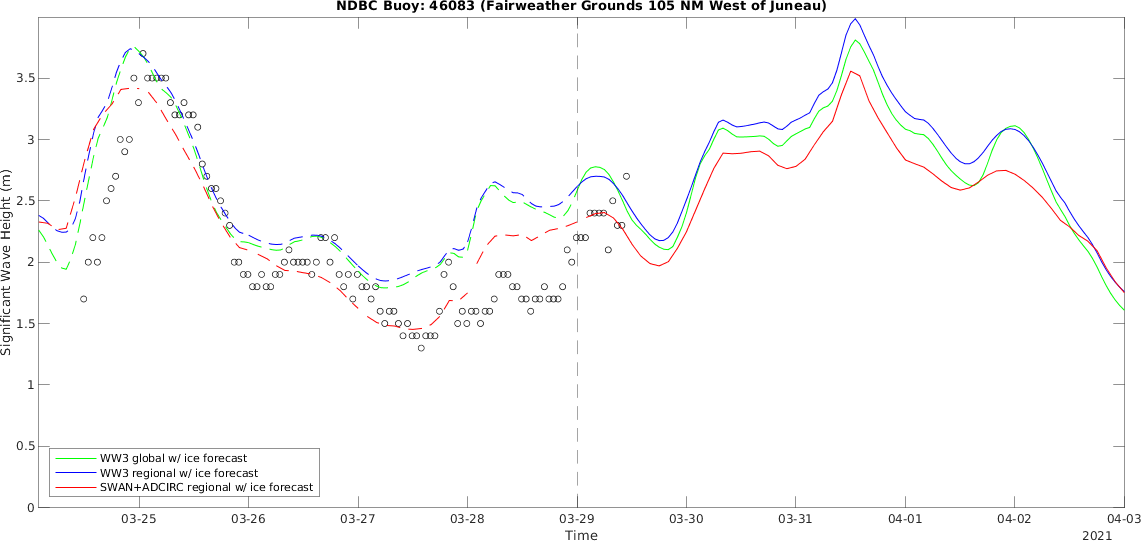 NDBC Buoy: 46083 (Fairweather Grounds 105 NM West of Juneau)
Significant Wave Height (m)
3.5
3
2.5
2
1.5
1
0.5
0
WW3 global w/ ice forecast
WW3 regional w/ ice forecast
SWAN+ADCIRC regional w/ ice forecast
03-25 03-26 03-27 03-28 03-29 03-30 03-31 04-01 04-02 04-03
Time
2021